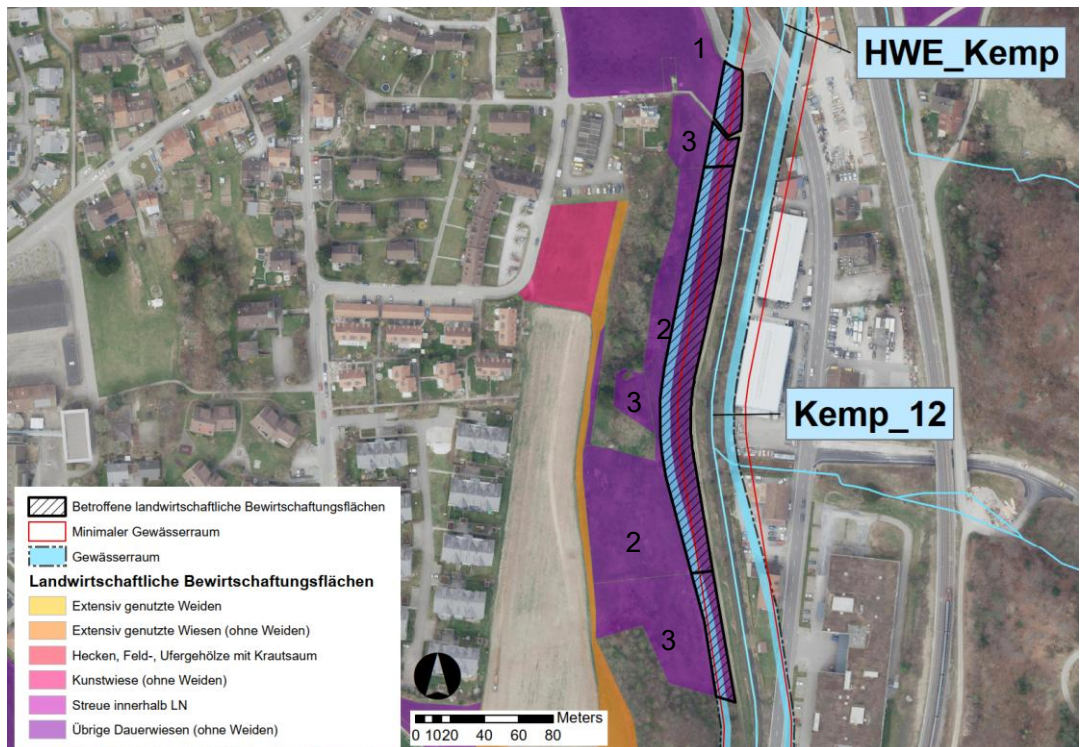 1
HWE_Kemp
3
2
3
Kemp_12
2
3
Betroffene landwirtschaftliche Bewirtschaftungsflächen
Minimaler Gewässerraum
Gewässerraum
Landwirtschaftliche Bewirtschaftungsflächen
Extensiv genutzte Weiden
Extensiv genutzte Wiesen (ohne Weiden)
Hecken, Feld-, Ufergehölze mit Krautsaum
Kunstwiese (ohne Weiden)
Streue innerhalb LN
Übrige Dauerwiesen (ohne Weiden)
Meters
0 10 20 40 60 80